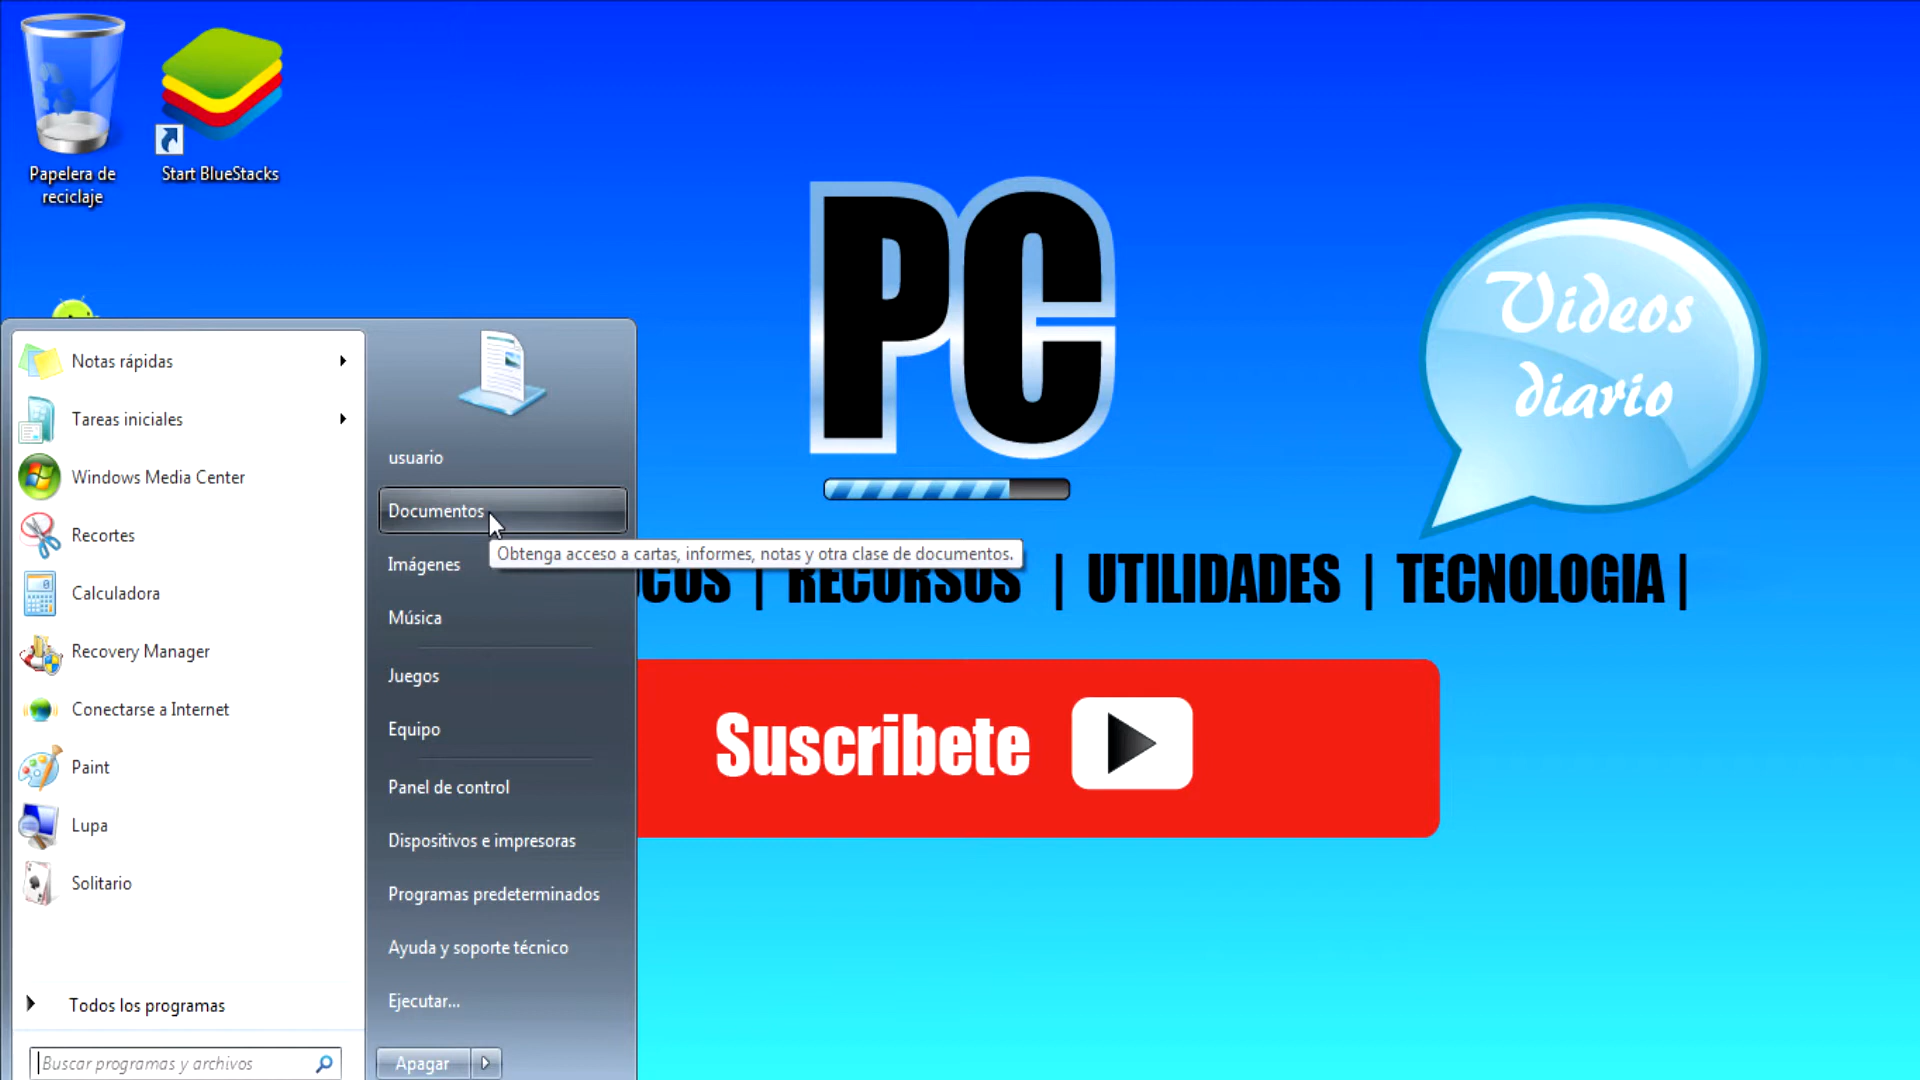 Papelera de
reciclaje
Start BlueStacks
PC
Videos
diario
RECURSOS | UTILIDADES | TECNOLOGIA |
Suscribete
Notas rápidas
Tareas iniciales
Windows Media Center
Recortes
Calculadora
Recovery Manager
Conectarse a Internet
Paint
Lupa
Solitario
Todos los programas
Buscar programas y archivos
usuario
Documentos
Obtenga acceso a cartas, informes, notas y otra clase de documentos.
Imágenes
Música
Juegos
Equipo
Panel de control
Dispositivos e impresoras
Programas predeterminados
Ayuda y soporte técnico
Ejecutar...
Apagar